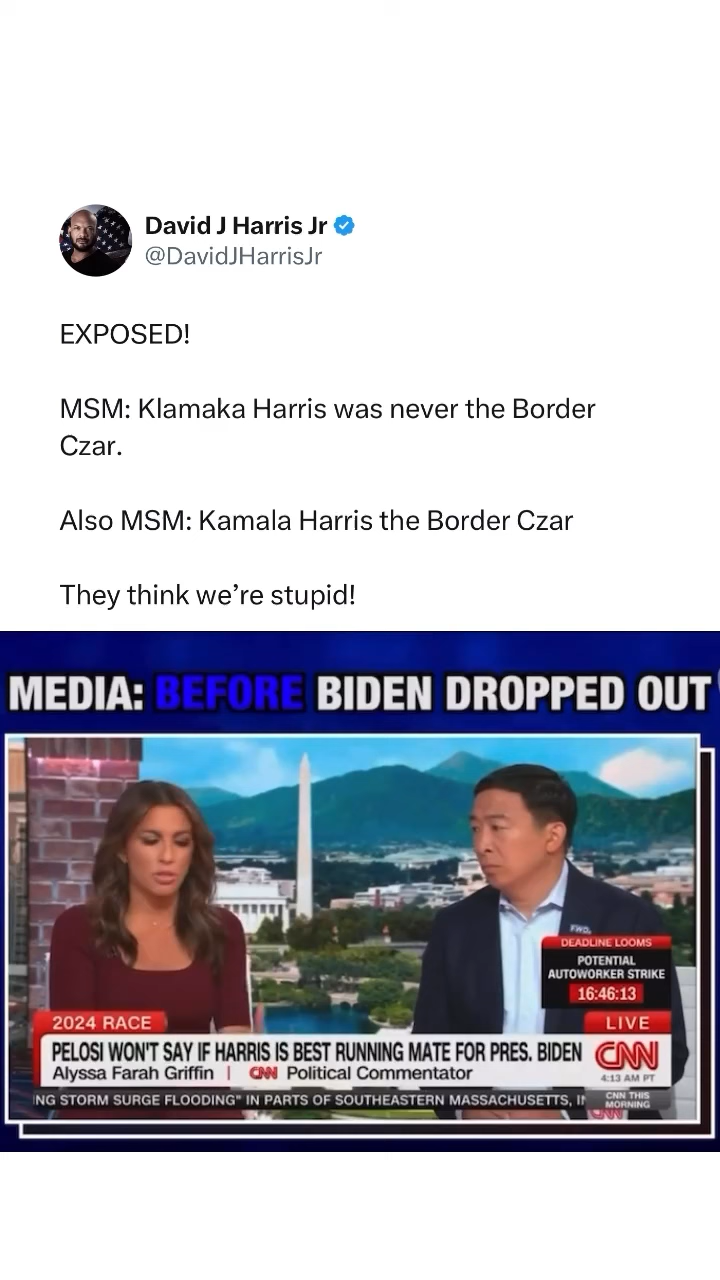 David J Harris Jr
@DavidJHarrisJr
EXPOSED!
MSM: Klamaka Harris was never the Border
Czar.
Also MSM: Kamala Harris the Border Czar
They think we’re stupid!
MEDIA: BEFORE BIDEN DROPPED OUT
FWD.
DEADLINE LOOMS
POTENTIAL
AUTOWORKER STRIKE
16:46:13
2024 RACE
LIVE
PELOSI WON'T SAY IF HARRIS IS BEST RUNNING MATE FOR PRES. BIDEN
CNN
Alyssa Farah Griffin | CNN Political Commentator
4:13 AM PT
NG STORM SURGE FLOODING" IN PARTS OF SOUTHEASTERN MASSACHUSETTS,
CNN THIS
MORNING
CNN